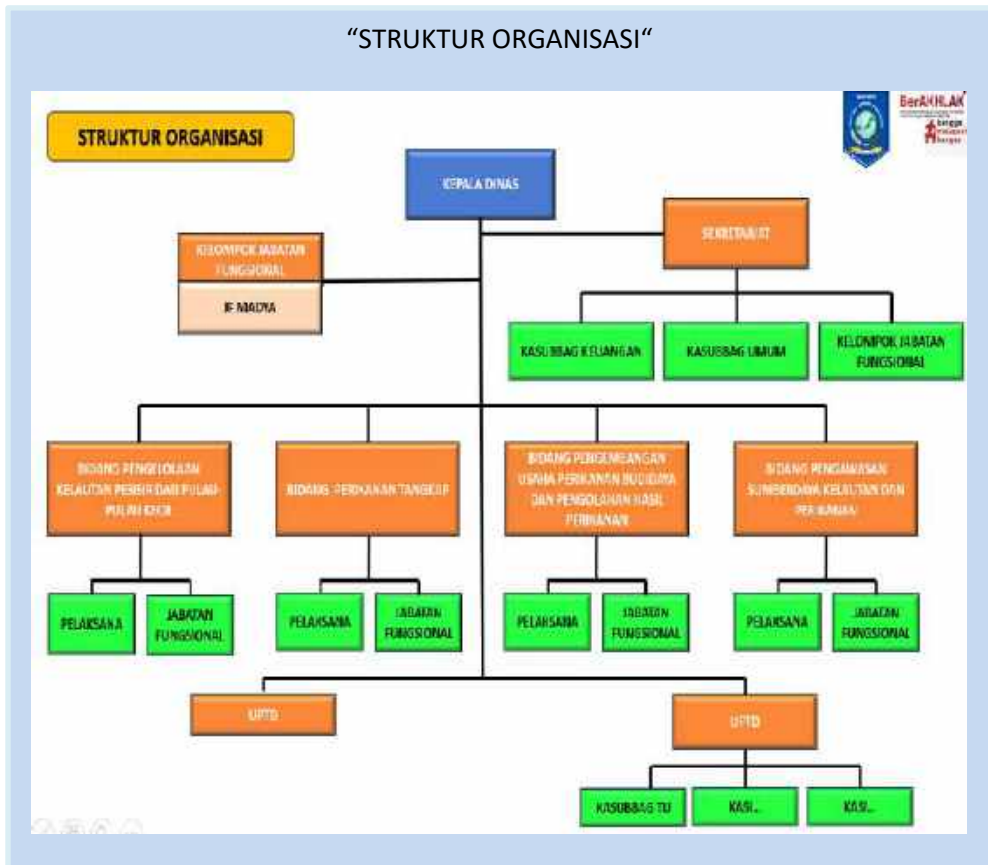 “STRUKTUR ORGANISASI“
STRUKTUR ORGANISASI
BerAKHLAK
bangga
melayani
bangsa
KEPALA DINAS
SEKRETARIAT
KELOMPOK JABATAN
FUNGSIONAL
JF MADYA
KASUBBAG KEUANGAN
KASUBBAG UMUM
KELOMPOK JABATAN
FUNGSIONAL
BIDANG PENGELOLAAN
KELAUTAN PESISIR DAN PULAU-
PULAU KECIL
BIDANG PERIKANAN TANGKAP
BIDANG PENGEMBANGAN
USAHA PERIKANAN BUDIDAYA
DAN PENGOLAHAN HASIL
PERIKANAN
BIDANG PENGAWASAN
SUMBERDAYA KELAUTAN DAN
PERIKANAN
PELAKSANA
JABATAN
FUNGSIONAL
PELAKSANA
JABATAN
FUNGSIONAL
PELAKSANA
JABATAN
FUNGSIONAL
PELAKSANA
JABATAN
FUNGSIONAL
UPTD
UPTD
KASUBBAG TU
KASI...
KASI...